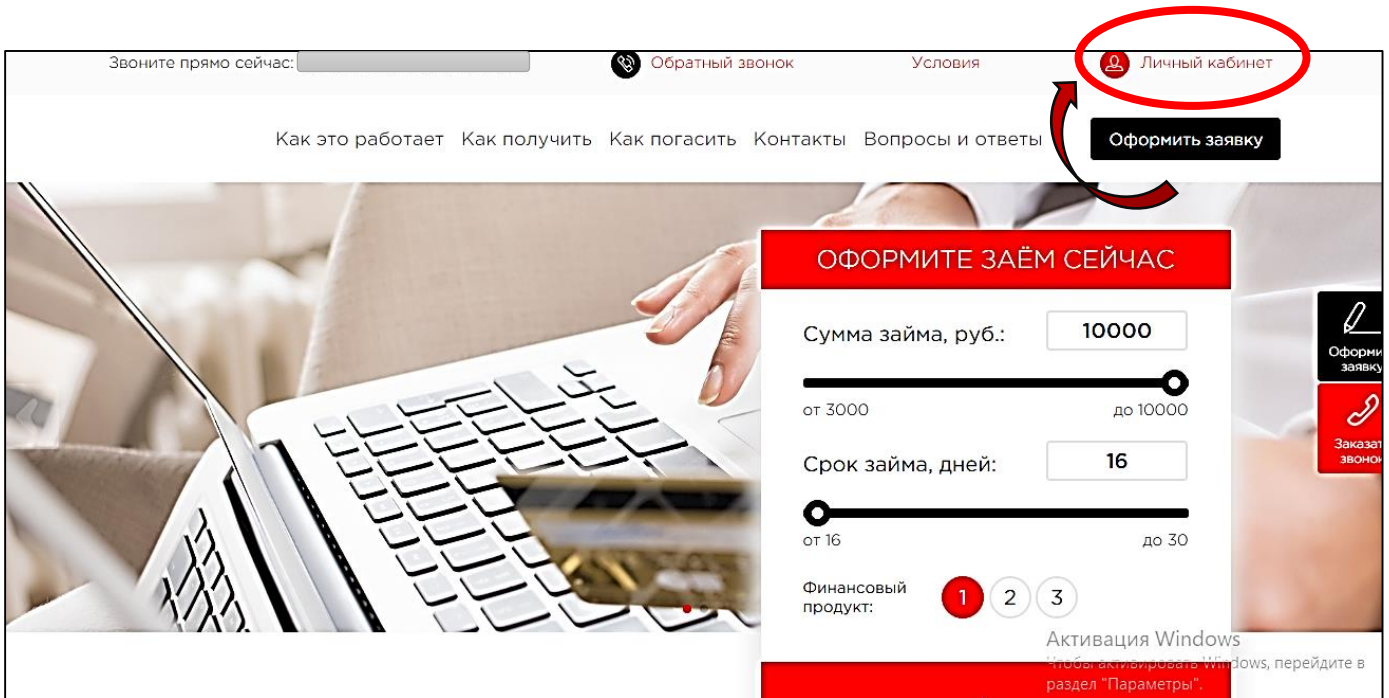 Звоните прямо сейчас:
Обратный звонок
Условия
Личный кабинет
Как это работает Как получить Как погасить Контакты Вопросы и ответы
Оформить заявку
ОФОРМИТЕ ЗАЁМ СЕЙЧАС
Сумма займа, руб.: 10000
от 3000 до 10000
Срок займа, дней: 16
от 16 до 30
Финансовый
продукт:
1 2 3
Оформи
заявку
Заказат
звонок
Активация Windows
Чтобы активировать Windows, перейдите в
раздел "Параметры".